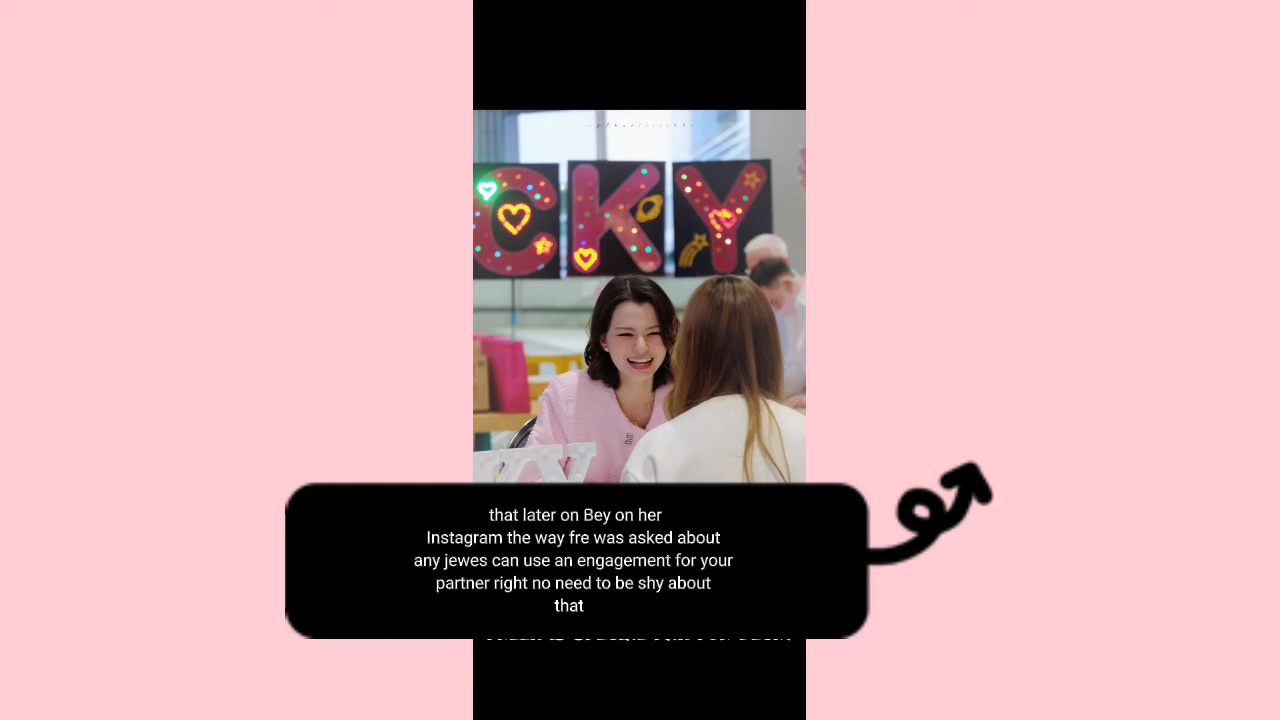 CKY
that later on Bey on her
Instagram the way fre was asked about
any jewes can use an engagement for your
partner right no need to be shy about
that